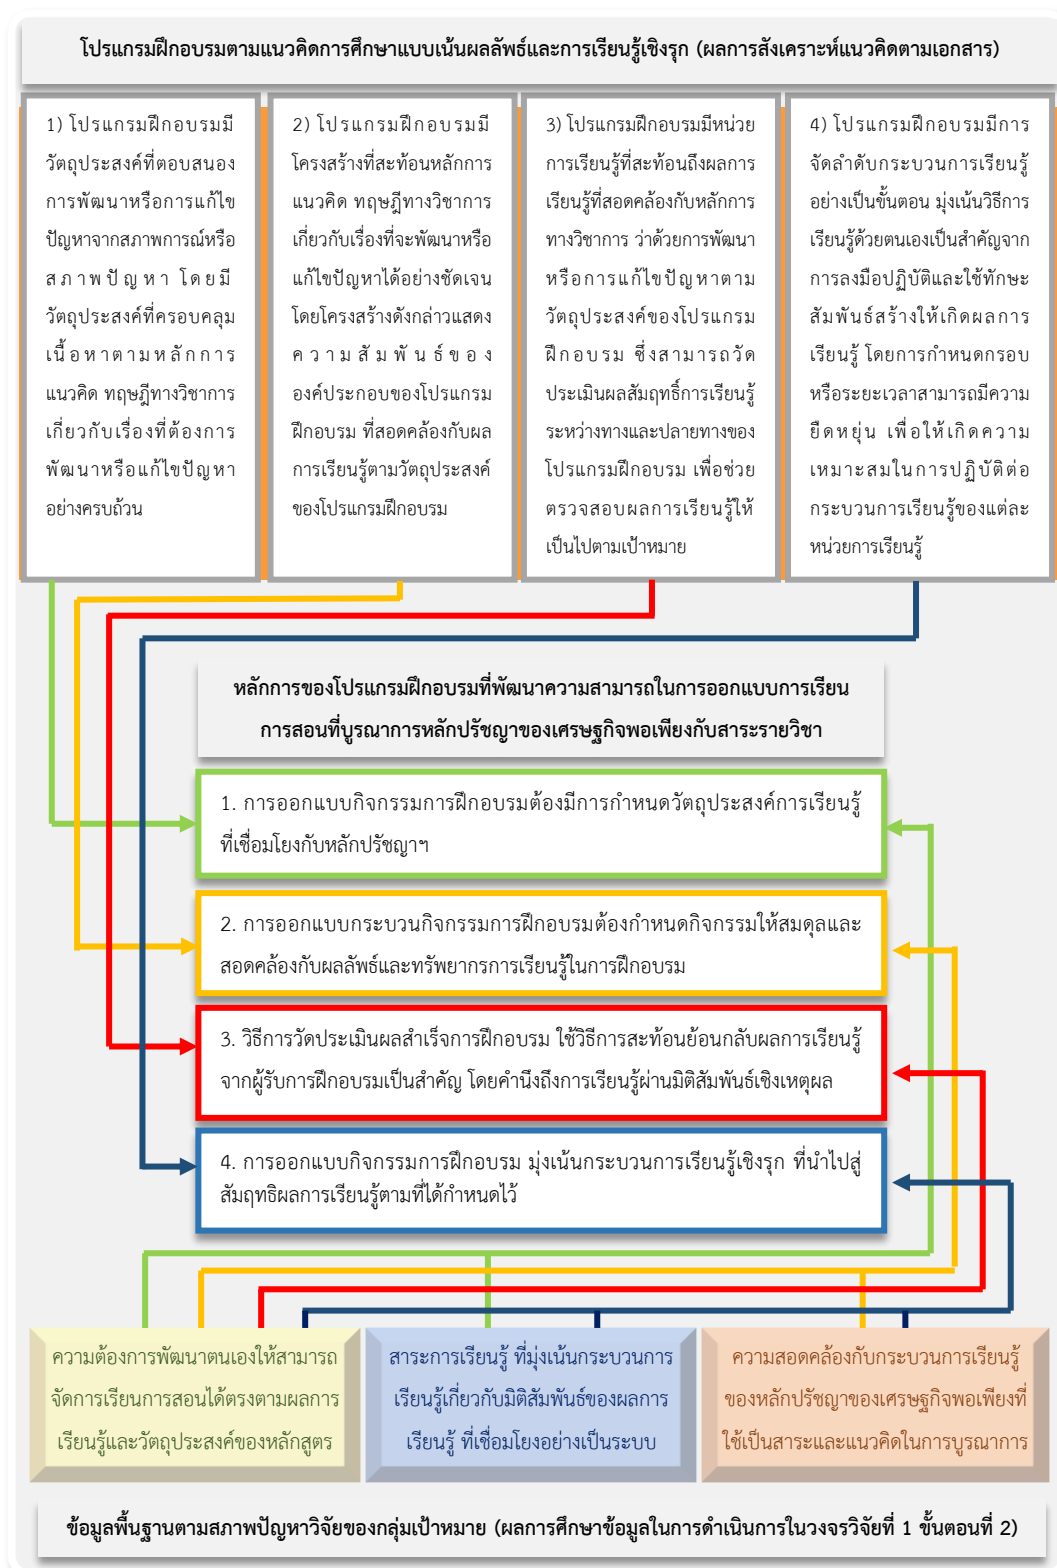 โปรแกรมฝึกอบรมตามแนวคิดการศึกษาแบบเน้นผลลัพธ์และการเรียนรู้เชิงรุก (ผลการสังเคราะห์แนวคิดตามเอกสาร)
1) โปรแกรมฝึกอบรมมี
วัตถุประสงค์ที่ตอบสนอง
การพัฒนาหรือการแก้ไข
ปัญหาจากสภาพการณ์หรือ
สภาพปัญหา โดยมี
วัตถุประสงค์ที่ครอบคลุม
เนื้อหาตามหลักการ
แนวคิด ทฤษฎีทางวิชาการ
เกี่ยวกับเรื่องที่ต้องการ
พัฒนาหรือแก้ไขปัญหา
อย่างครบถ้วน
2) โปรแกรมฝึกอบรมมี
โครงสร้างที่สะท้อนหลักการ
แนวคิด ทฤษฎีทางวิชาการ
เกี่ยวกับเรื่องที่จะพัฒนาหรือ
แก้ไขปัญหาได้อย่างชัดเจน
โดยโครงสร้างดังกล่าวแสดง
ความสัมพันธ์ของ
องค์ประกอบของโปรแกรม
ฝึกอบรม ที่สอดคล้องกับผล
การเรียนรู้ตามวัตถุประสงค์
ของโปรแกรมฝึกอบรม
3) โปรแกรมฝึกอบรมมีหน่วย
การเรียนรู้ที่สะท้อนถึงผลการ
เรียนรู้ที่สอดคล้องกับหลักการ
ทางวิชาการ ว่าด้วยการพัฒนา
หรือการแก้ไขปัญหาตาม
วัตถุประสงค์ของโปรแกรม
ฝึกอบรม ซึ่งสามารถวัด
ประเมินผลสัมฤทธิ์การเรียนรู้
ระหว่างทางและปลายทางของ
โปรแกรมฝึกอบรม เพื่อช่วย
ตรวจสอบผลการเรียนรู้ให้
เป็นไปตามเป้าหมาย
4) โปรแกรมฝึกอบรมมีการ
จัดลำดับกระบวนการเรียนรู้
อย่างเป็นขั้นตอน มุ่งเน้นวิธีการ
เรียนรู้ด้วยตนเองเป็นสำคัญจาก
การลงมือปฏิบัติและใช้ทักษะ
สัมพันธ์สร้างให้เกิดผลการ
เรียนรู้ โดยการกำหนดกรอบ
หรือระยะเวลาสามารถมีความ
ยืดหยุ่น เพื่อให้เกิดความ
เหมาะสมในการปฏิบัติต่อ
กระบวนการเรียนรู้ของแต่ละ
หน่วยการเรียนรู้
หลักการของโปรแกรมฝึกอบรมที่พัฒนาความสามารถในการออกแบบการเรียน
การสอนที่บูรณาการหลักปรัชญาของเศรษฐกิจพอเพียงกับสาระรายวิชา
1. การออกแบบกิจกรรมการฝึกอบรมต้องมีการกำหนดวัตถุประสงค์การเรียนรู้
ที่เชื่อมโยงกับหลักปรัชญาฯ
2. การออกแบบกระบวนกิจกรรมการฝึกอบรมต้องกำหนดกิจกรรมให้สมดุลและ
สอดคล้องกับผลลัพธ์และทรัพยากรการเรียนรู้ในการฝึกอบรม
3. วิธีการวัดประเมินผลสำเร็จการฝึกอบรม ใช้วิธีการสะท้อนย้อนกลับผลการเรียนรู้
จากผู้รับการฝึกอบรมเป็นสำคัญ โดยคำนึงถึงการเรียนรู้ผ่านมิติสัมพันธ์เชิงเหตุผล
4. การออกแบบกิจกรรมการฝึกอบรม มุ่งเน้นกระบวนการเรียนรู้เชิงรุก ที่นำไปสู่
สัมฤทธิผลการเรียนรู้ตามที่ได้กำหนดไว้
ความต้องการพัฒนาตนเองให้สามารถ
จัดการเรียนการสอนได้ตรงตามผลการ
เรียนรู้และวัตถุประสงค์ของหลักสูตร
สาระการเรียนรู้ ที่มุ่งเน้นกระบวนการ
เรียนรู้เกี่ยวกับมิติสัมพันธ์ของผลการ
เรียนรู้ ที่เชื่อมโยงอย่างเป็นระบบ
ความสอดคล้องกับกระบวนการเรียนรู้
ของหลักปรัชญาของเศรษฐกิจพอเพียงที่
ใช้เป็นสาระและแนวคิดในการบูรณาการ
ข้อมูลพื้นฐานตามสภาพปัญหาวิจัยของกลุ่มเป้าหมาย (ผลการศึกษาข้อมูลในการดำเนินการในวงจรวิจัยที่ 1 ขั้นตอนที่ 2)